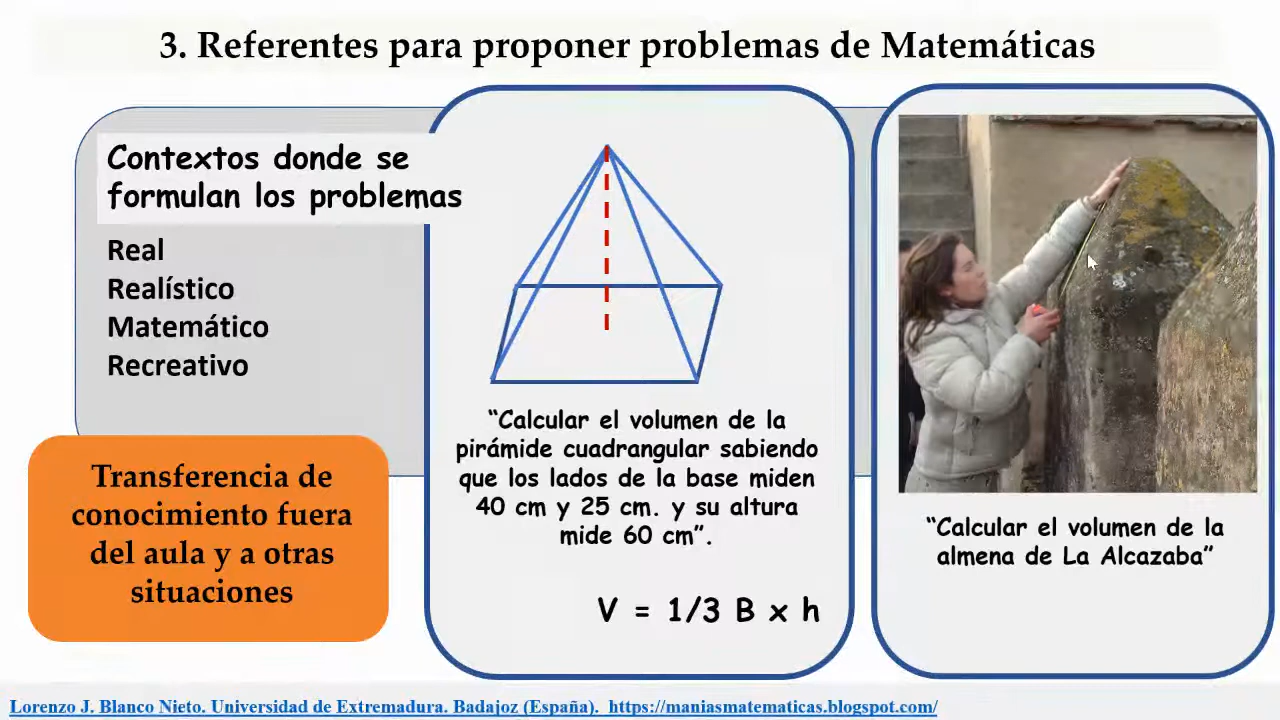 3. Referentes para proponer problemas de Matemáticas
Contextos donde se
formulan los problemas
Real
Realístico
Matemático
Recreativo
Transferencia de
conocimiento fuera
del aula y a otras
situaciones
“Calcular el volumen de la
pirámide cuadrangular sabiendo
que los lados de la base miden
40 cm y 25 cm. y su altura
mide 60 cm”.
V = 1/3 B x h
“Calcular el volumen de la
almena de La Alcazaba”
Lorenzo J. Blanco Nieto. Universidad de Extremadura. Badajoz (España). https://maniasmatematicas.blogspot.com/